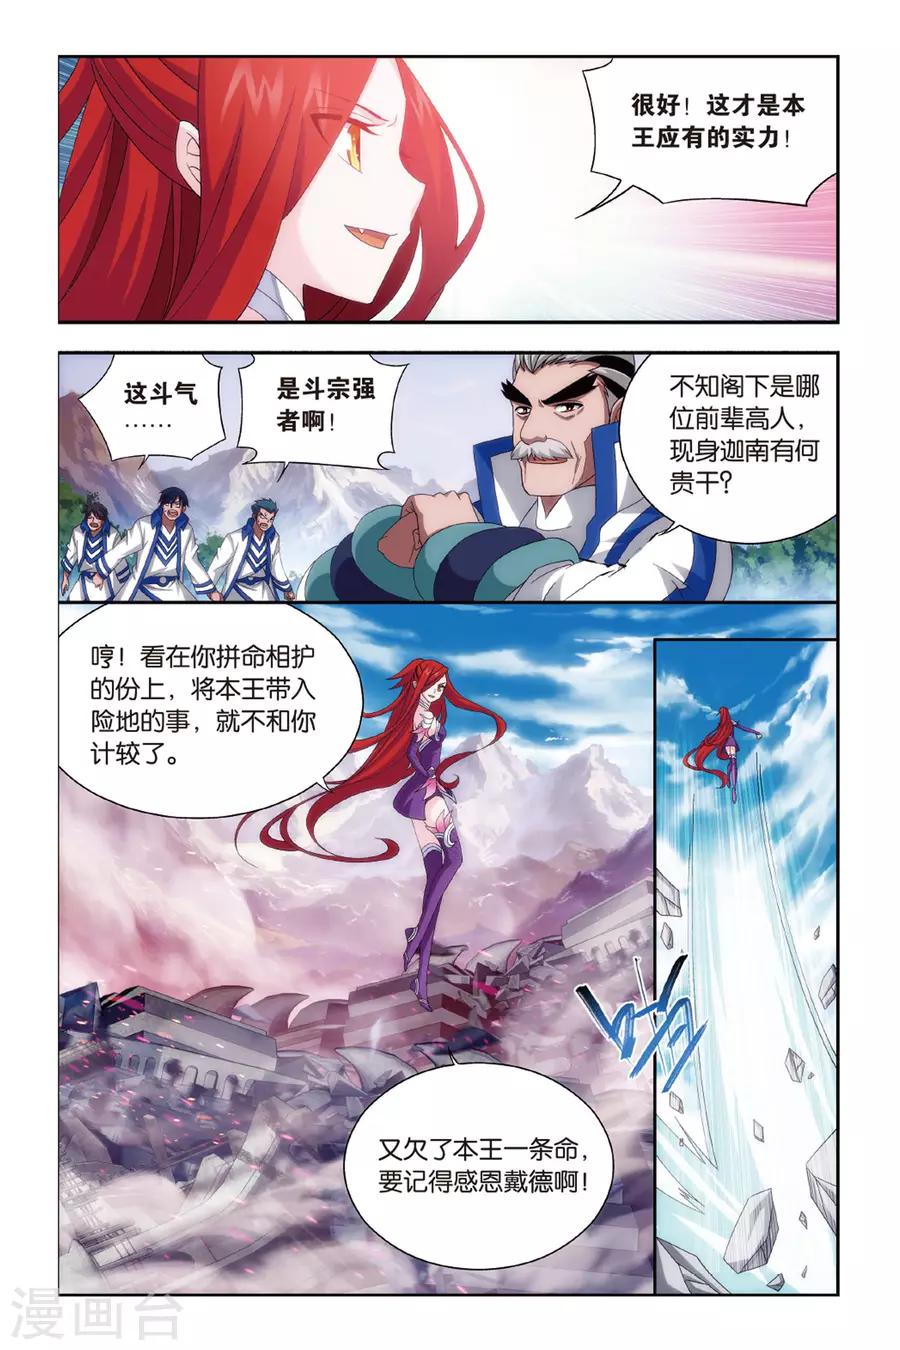 很好！这才是本
王应有的实力！
这斗气
……
是斗宗强
者啊！
不知阁下是哪
位前辈高人，
现身迦南有何
贵干？
哼！看在你拼命相护
的份上，将本王带入
险地的事，就不和你
计较了。
又欠了本王一条命，
要记得感恩戴德啊！
漫画台